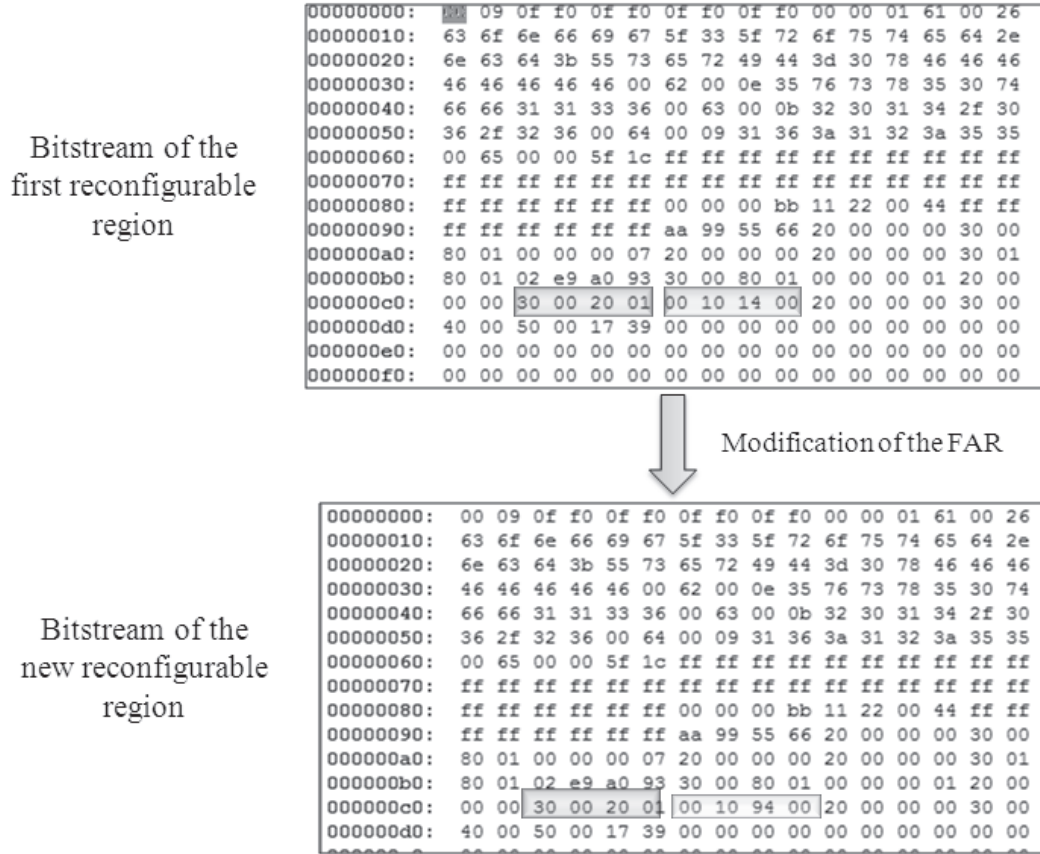 00000000: 00 09 0f f0 0f f0 0f f0 0f f0 00 00 01 61 00 26
00000010: 63 6f 6e 66 69 67 5f 33 5f 72 6f 75 74 65 64 2e
00000020: 6e 63 64 3b 55 73 65 72 49 44 3d 30 78 46 46 46
00000030: 46 46 46 46 46 00 62 00 0e 35 76 73 78 35 30 74
00000040: 66 66 31 31 33 36 00 63 00 0b 32 30 31 34 2f 30
00000050: 36 2f 32 36 00 64 00 09 31 36 3a 31 32 3a 35 35
00000060: 00 65 00 00 5f 1c ff ff ff ff ff ff ff ff ff ff
00000070: ff ff ff ff ff ff ff ff ff ff ff ff ff ff ff ff
00000080: ff ff ff ff ff ff 00 00 00 bb 11 22 00 44 ff ff
00000090: ff ff ff ff ff ff aa 99 55 66 20 00 00 00 30 00
000000a0: 80 01 00 00 00 07 20 00 00 00 20 00 00 00 30 01
000000b0: 80 01 02 e9 a0 93 30 00 80 01 00 00 00 01 20 00
000000c0: 00 00 30 00 20 01 00 10 14 00 20 00 00 00 30 00
000000d0: 40 00 50 00 17 39 00 00 00 00 00 00 00 00 00 00
000000e0: 00 00 00 00 00 00 00 00 00 00 00 00 00 00 00 00
000000f0: 00 00 00 00 00 00 00 00 00 00 00 00 00 00 00 00
Bitstream of the
first reconfigurable
region
Modification of the FAR
00000000: 00 09 0f f0 0f f0 0f f0 0f f0 00 00 01 61 00 26
00000010: 63 6f 6e 66 69 67 5f 33 5f 72 6f 75 74 65 64 2e
00000020: 6e 63 64 3b 55 73 65 72 49 44 3d 30 78 46 46 46
00000030: 46 46 46 46 46 00 62 00 0e 35 76 73 78 35 30 74
00000040: 66 66 31 31 33 36 00 63 00 0b 32 30 31 34 2f 30
00000050: 36 2f 32 36 00 64 00 09 31 36 3a 31 32 3a 35 35
00000060: 00 65 00 00 5f 1c ff ff ff ff ff ff ff ff ff ff
00000070: ff ff ff ff ff ff ff ff ff ff ff ff ff ff ff ff
00000080: ff ff ff ff ff ff 00 00 00 bb 11 22 00 44 ff ff
00000090: ff ff ff ff ff ff aa 99 55 66 20 00 00 00 30 00
000000a0: 80 01 00 00 00 07 20 00 00 00 20 00 00 00 30 01
000000b0: 80 01 02 e9 a0 93 30 00 80 01 00 00 00 01 20 00
000000c0: 00 00 30 00 20 01 00 10 94 00 20 00 00 00 30 00
000000d0: 40 00 50 00 17 39 00 00 00 00 00 00 00 00 00 00
Bitstream of the
new reconfigurable
region